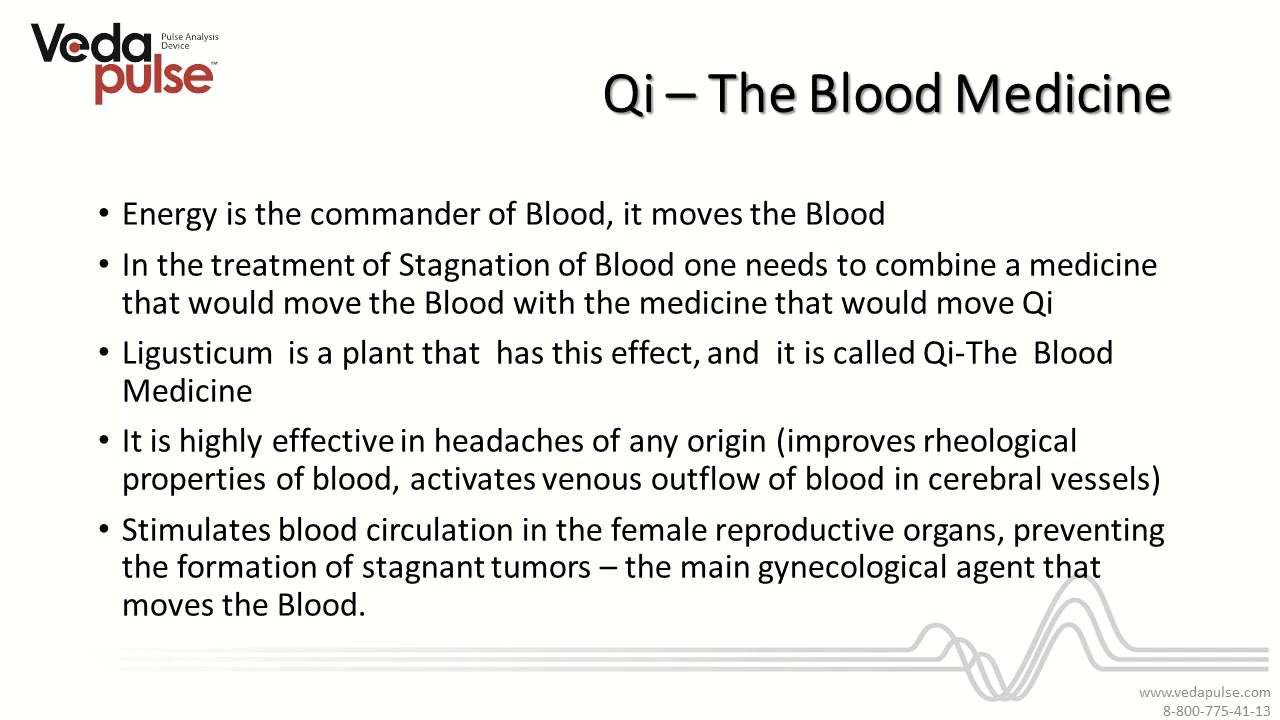 Veda Pulse Analysis
Device
pulse™
Qi – The Blood Medicine
• Energy is the commander of Blood, it moves the Blood
• In the treatment of Stagnation of Blood one needs to combine a medicine
that would move the Blood with the medicine that would move Qi
• Ligusticum is a plant that has this effect, and it is called Qi-The Blood
Medicine
• It is highly effective in headaches of any origin (improves rheological
properties of blood, activates venous outflow of blood in cerebral vessels)
• Stimulates blood circulation in the female reproductive organs, preventing
the formation of stagnant tumors – the main gynecological agent that
moves the Blood.
www.vedapulse.com
8-800-775-41-13